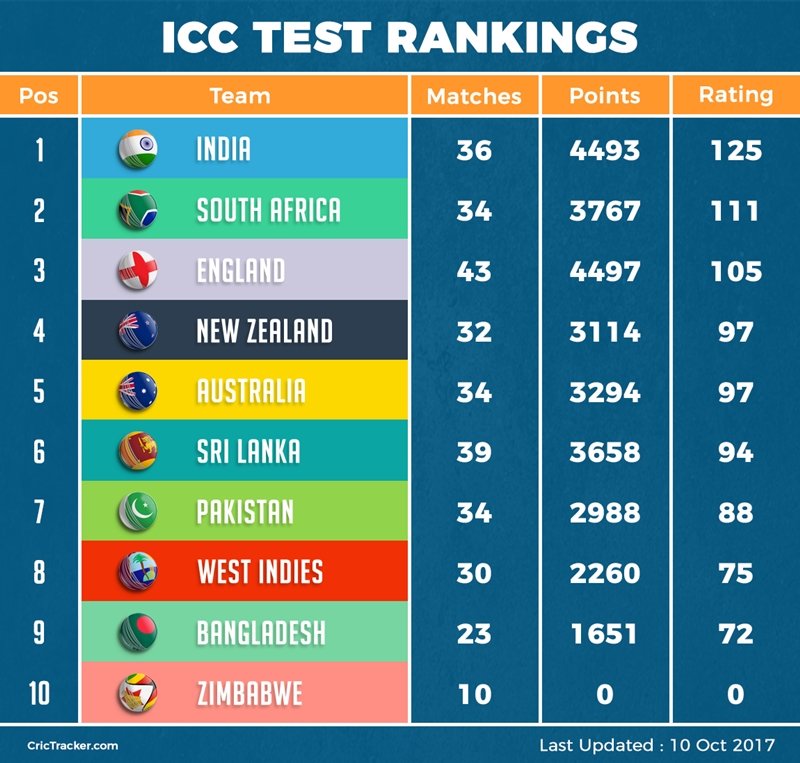 ICC TEST RANKINGS
Pos Team Matches Points Rating
1 INDIA 36 4493 125
2 SOUTH AFRICA 34 3767 111
3 ENGLAND 43 4497 105
4 NEW ZEALAND 32 3114 97
5 AUSTRALIA 34 3294 97
6 SRI LANKA 39 3658 94
7 PAKISTAN 34 2988 88
8 WEST INDIES 30 2260 75
9 BANGLADESH 23 1651 72
10 ZIMBABWE 10 0 0
CricTracker.com Last Updated : 10 Oct 2017